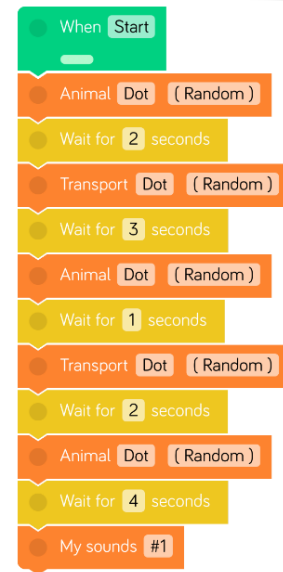 When Start
Animal Dot ( Random )
Wait for 2 seconds
Transport Dot ( Random )
Wait for 3 seconds
Animal Dot ( Random )
Wait for 1 seconds
Transport Dot ( Random )
Wait for 2 seconds
Animal Dot ( Random )
Wait for 4 seconds
My sounds #1